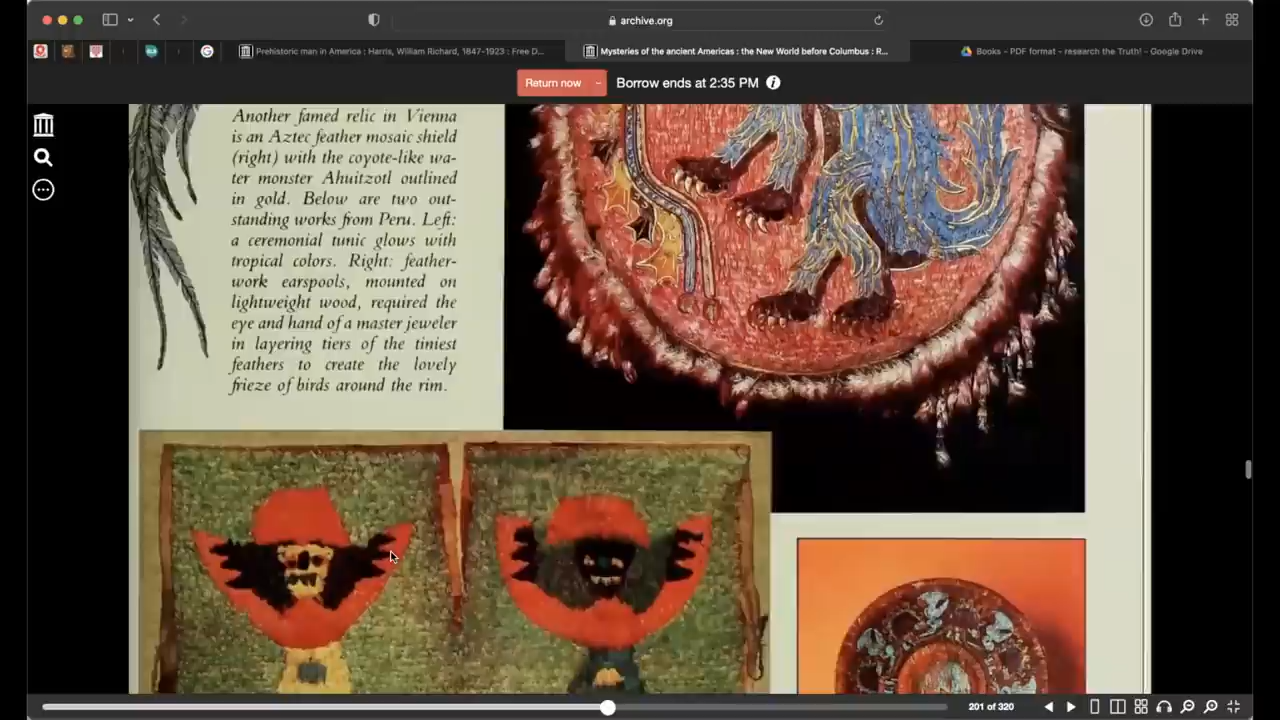 archive.org
Prehistoric man in America : Harris, William Richard, 1847-1923 : Free D...
Mysteries of the ancient Americas : the New World before Columbus : R...
Books - PDF format - research the Truth! - Google Drive
Return now
Borrow ends at 2:35 PM
Another famed relic in Vienna
is an Aztec feather mosaic shield
(right) with the coyote-like wa-
ter monster Ahuitzotl outlined
in gold. Below are two out-
standing works from Peru. Left:
a ceremonial tunic glows with
tropical colors. Right: feather-
work earspools, mounted on
lightweight wood, required the
eye and hand of a master jeweler
in layering tiers of the tiniest
feathers to create the lovely
frieze of birds around the rim.
201 of 320